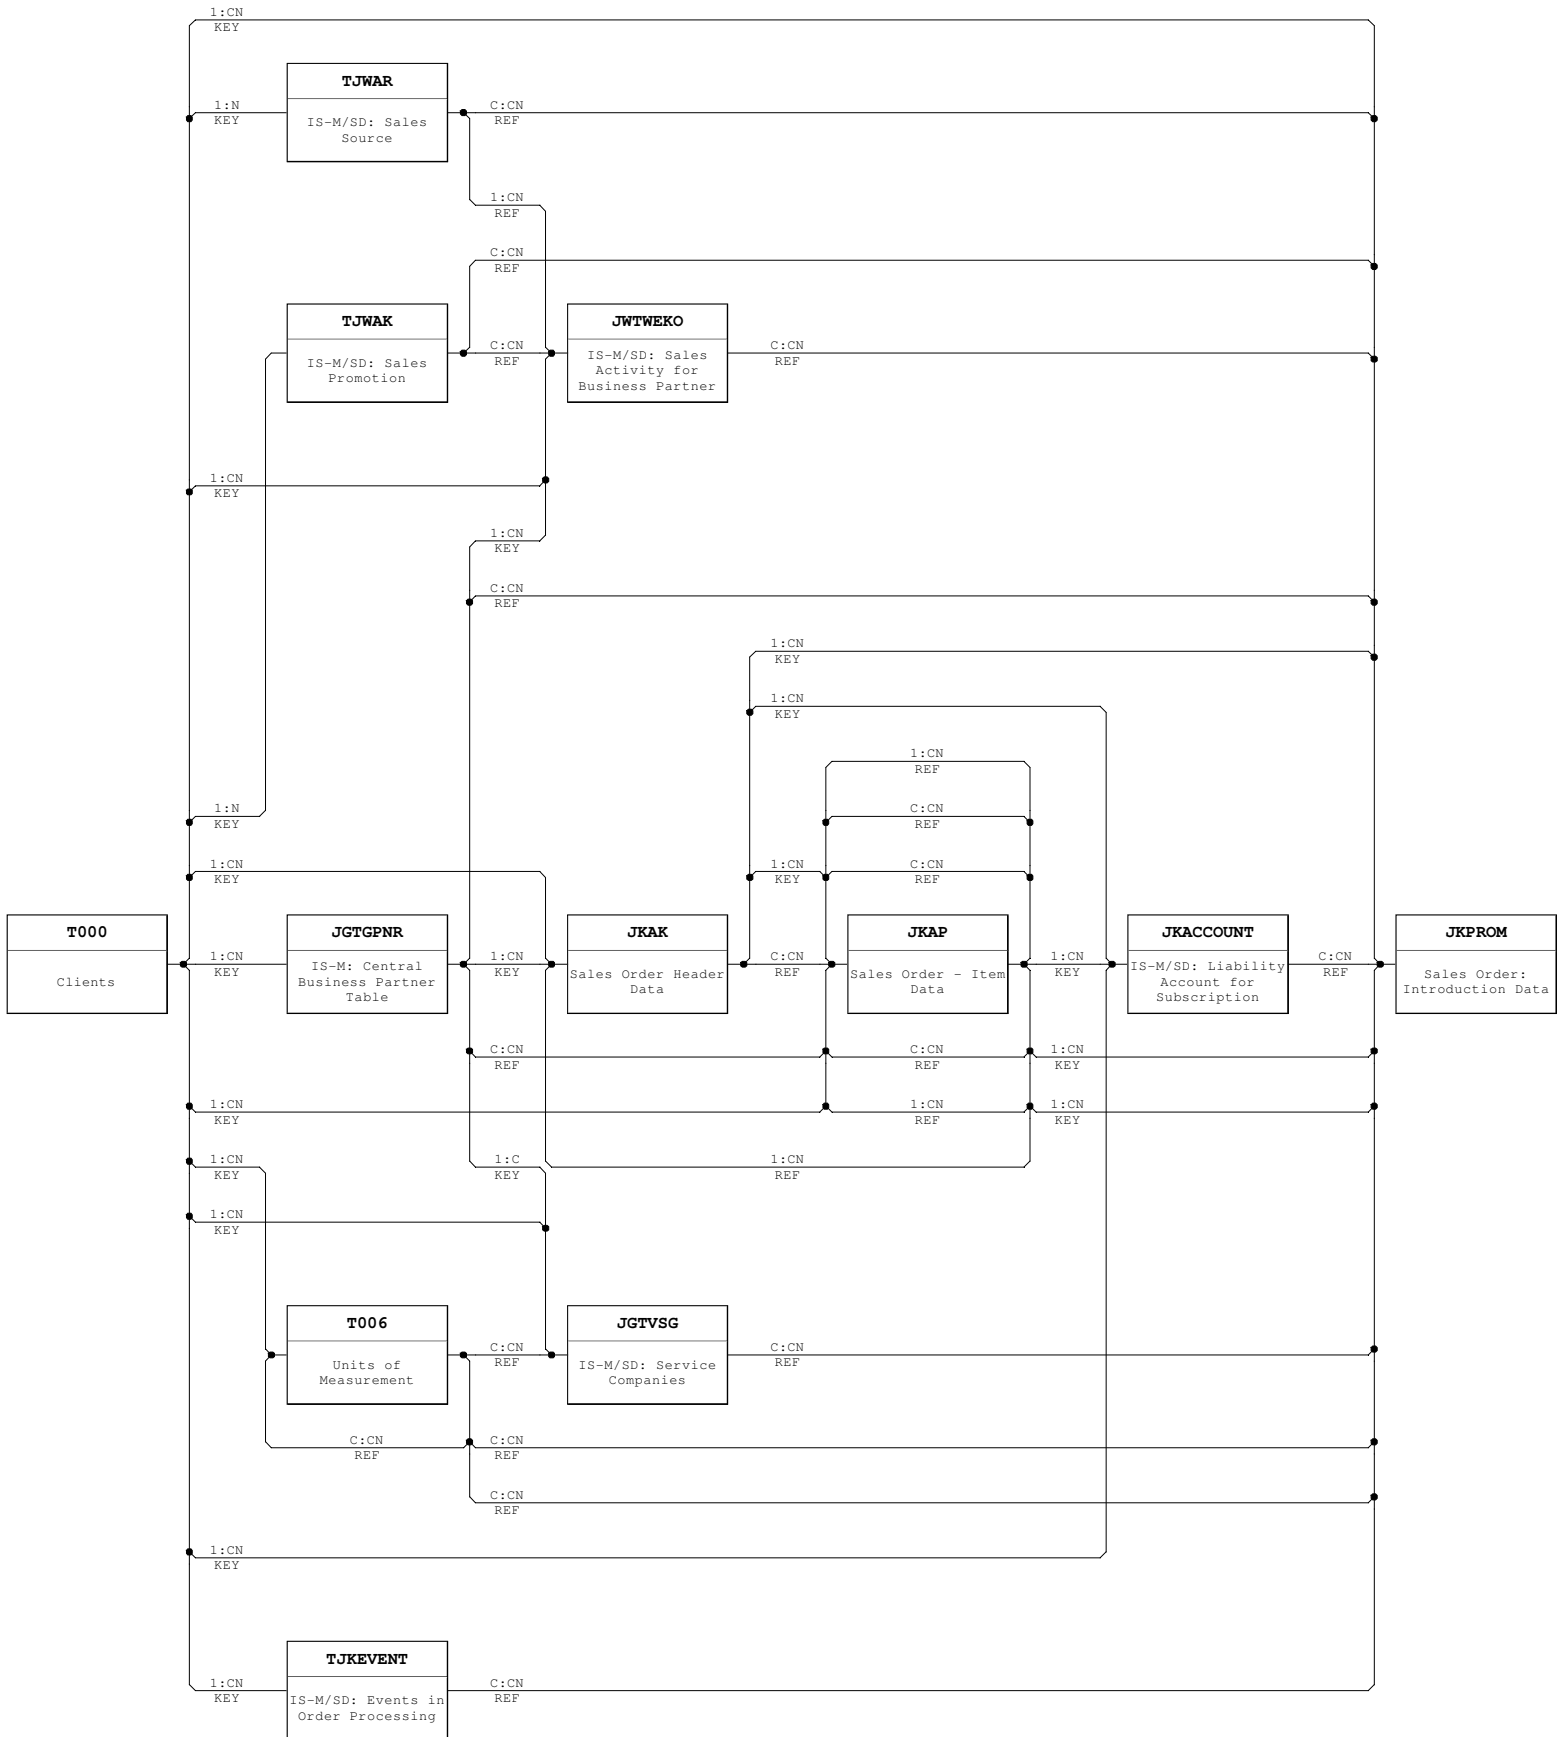 1:CN
KEY
TJWAR
1:N
KEY
C:CN
REF
IS-M/SD: Sales
Source
1:CN
REF
C:CN
REF
TJWAK
JWTWEKO
C:CN
REF
C:CN
REF
IS-M/SD: Sales
Promotion
IS-M/SD: Sales
Activity for
Business Partner
1:CN
KEY
1:CN
KEY
C:CN
REF
1:CN
KEY
1:CN
KEY
1:CN
REF
1:N
KEY
C:CN
REF
1:CN
KEY
1:CN
KEY
C:CN
REF
T000
JGTGPNR
JKAK
JKAP
JKACCOUNT
JKPROM
1:CN
KEY
1:CN
KEY
C:CN
REF
1:CN
KEY
C:CN
REF
Clients
IS-M: Central
Business Partner
Table
Sales Order Header
Data
Sales Order - Item
Data
IS-M/SD: Liability
Account for
Subscription
Sales Order:
Introduction Data
C:CN
REF
C:CN
REF
1:CN
KEY
1:CN
KEY
1:CN
REF
1:CN
KEY
1:CN
KEY
1:C
KEY
1:CN
REF
1:CN
KEY
T006
JGTVSG
C:CN
REF
C:CN
REF
Units of
Measurement
IS-M/SD: Service
Companies
C:CN
REF
C:CN
REF
C:CN
REF
1:CN
KEY
TJKEVENT
1:CN
KEY
C:CN
REF
IS-M/SD: Events in
Order Processing